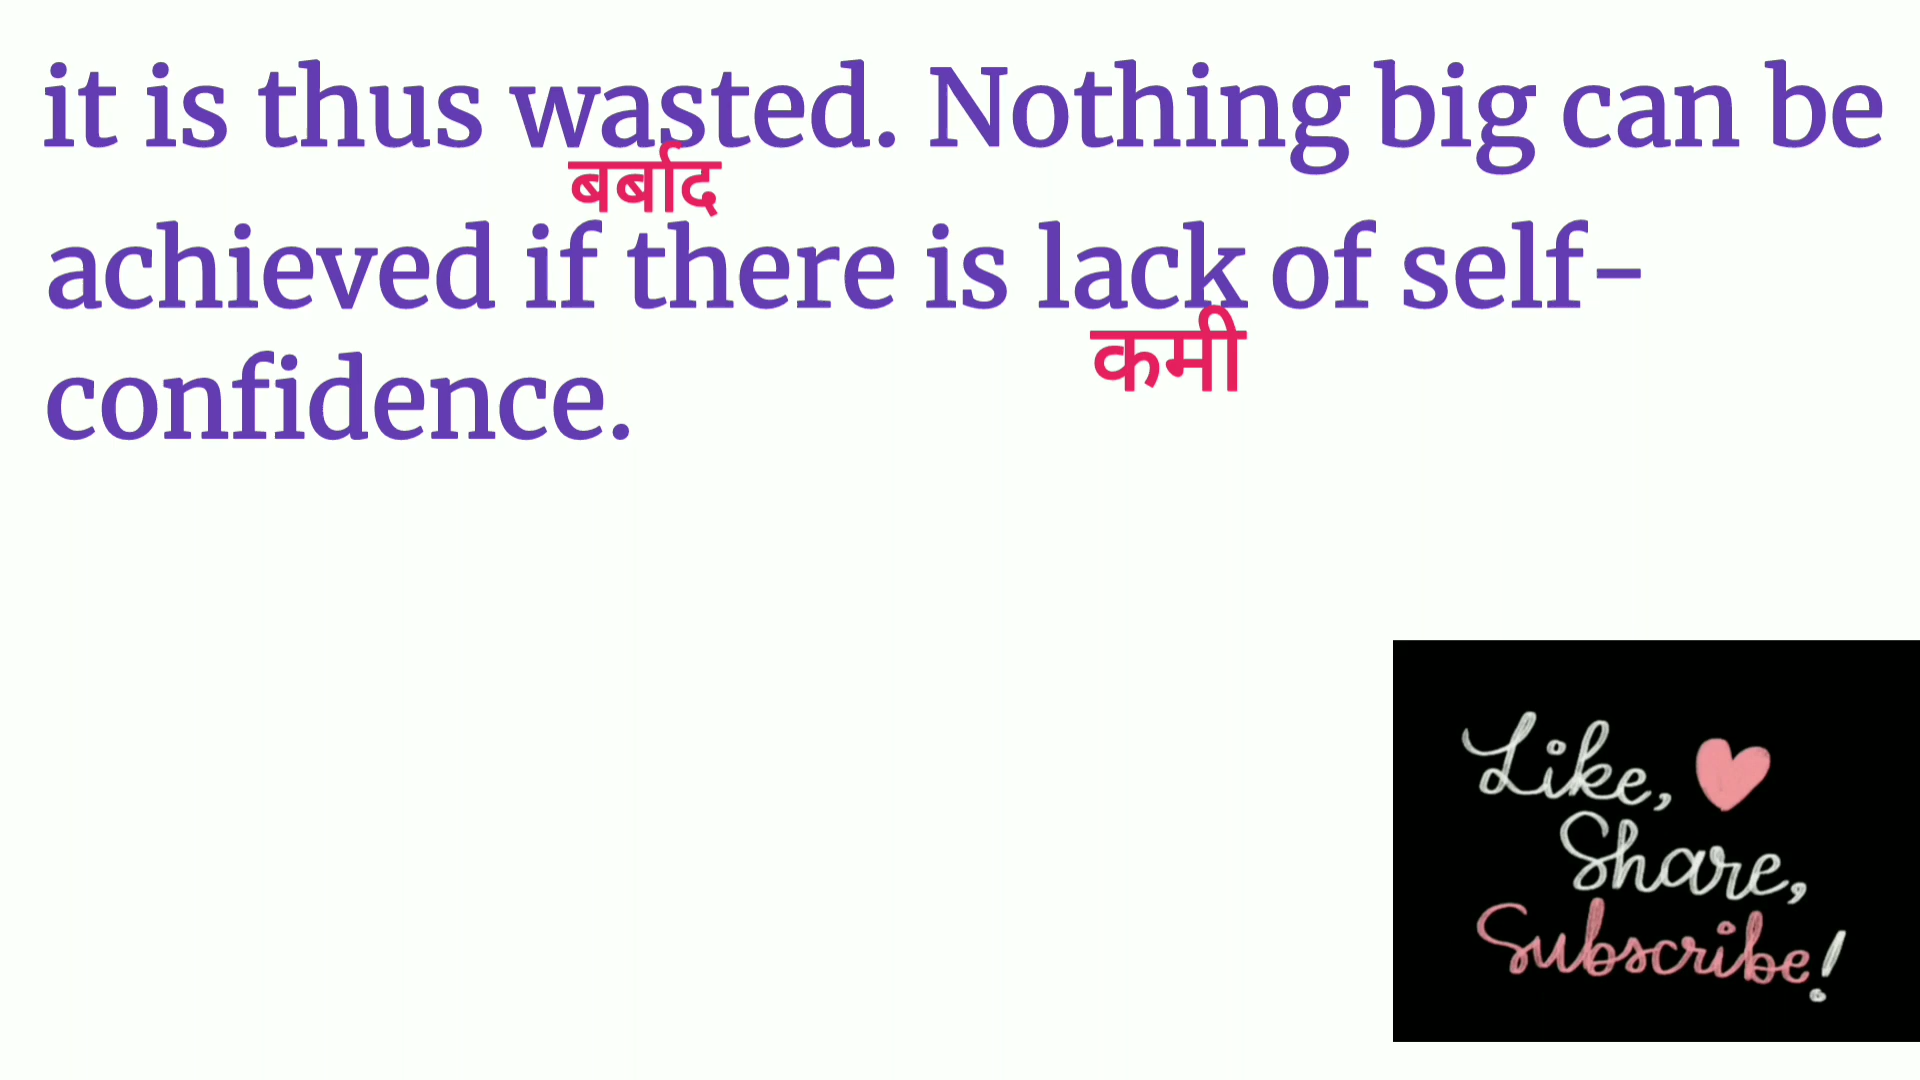 it is thus wasted. Nothing big can be
बर्बाद
achieved if there is lack of self-
कमी
confidence.
Like,
Share,
Subscribe!